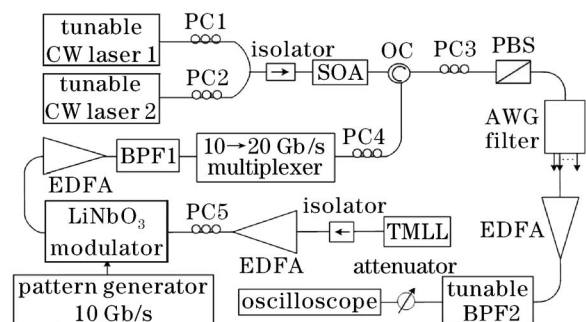 PC1
tunable
CW laser 1
isolator
OC
PC3
PBS
SOA
PC2
tunable
CW laser 2
AWG
filter
BPF1
10→20 Gb/s
multiplexer
PC4
EDFA
LiNbO3
modulator
PC5
isolator
TMLL
EDFA
EDFA
attenuator
pattern generator
10 Gb/s
oscilloscope
tunable
BPF2